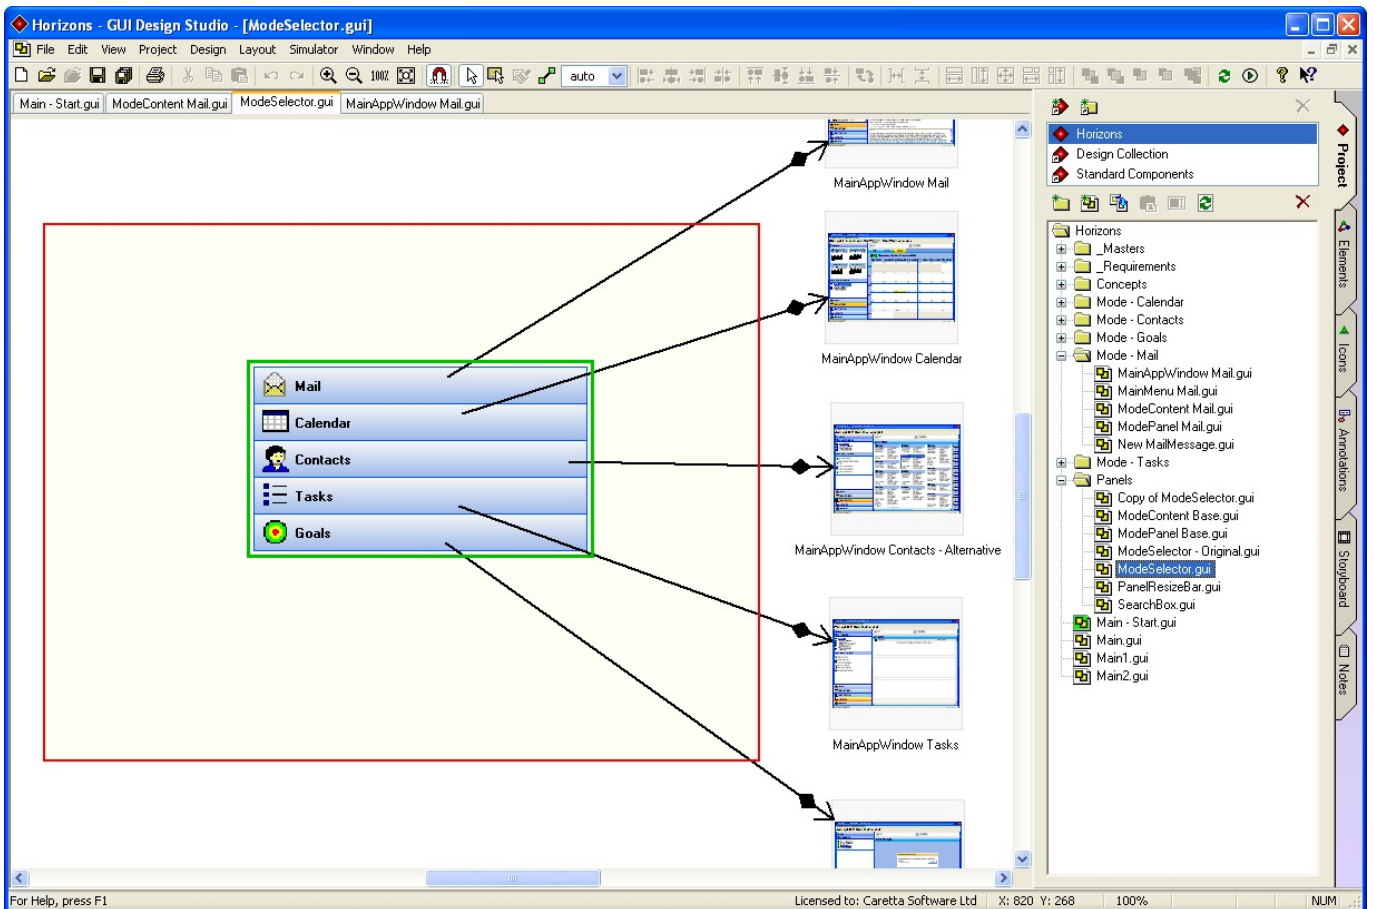 Horizons - GUI Design Studio - [ModeSelector.gui]
File Edit View Project Design Layout Simulator Window Help
100% auto
Main - Start.gui ModeContent Mail.gui ModeSelector.gui MainAppWindow Mail.gui
MainAppWindow Mail
MainAppWindow Calendar
Mail
Calendar
Contacts
Tasks
Goals
MainAppWindow Contacts - Alternative
MainAppWindow Tasks
Horizons
Design Collection
Standard Components
Horizons
_Masters
_Requirements
Concepts
Mode - Calendar
Mode - Contacts
Mode - Goals
Mode - Mail
MainAppWindow Mail.gui
MainMenu Mail.gui
ModeContent Mail.gui
ModePanel Mail.gui
New MailMessage.gui
Mode - Tasks
Panels
Copy of ModeSelector.gui
ModeContent Base.gui
ModePanel Base.gui
ModeSelector - Original.gui
ModeSelector.gui
PanelResizeBar.gui
SearchBox.gui
Main - Start.gui
Main.gui
Main1.gui
Main2.gui
Project
Elements
Icons
Annotations
Storyboard
Notes
For Help, press F1 Licensed to: Caretta Software Ltd X: 820 Y: 268 100% NUM